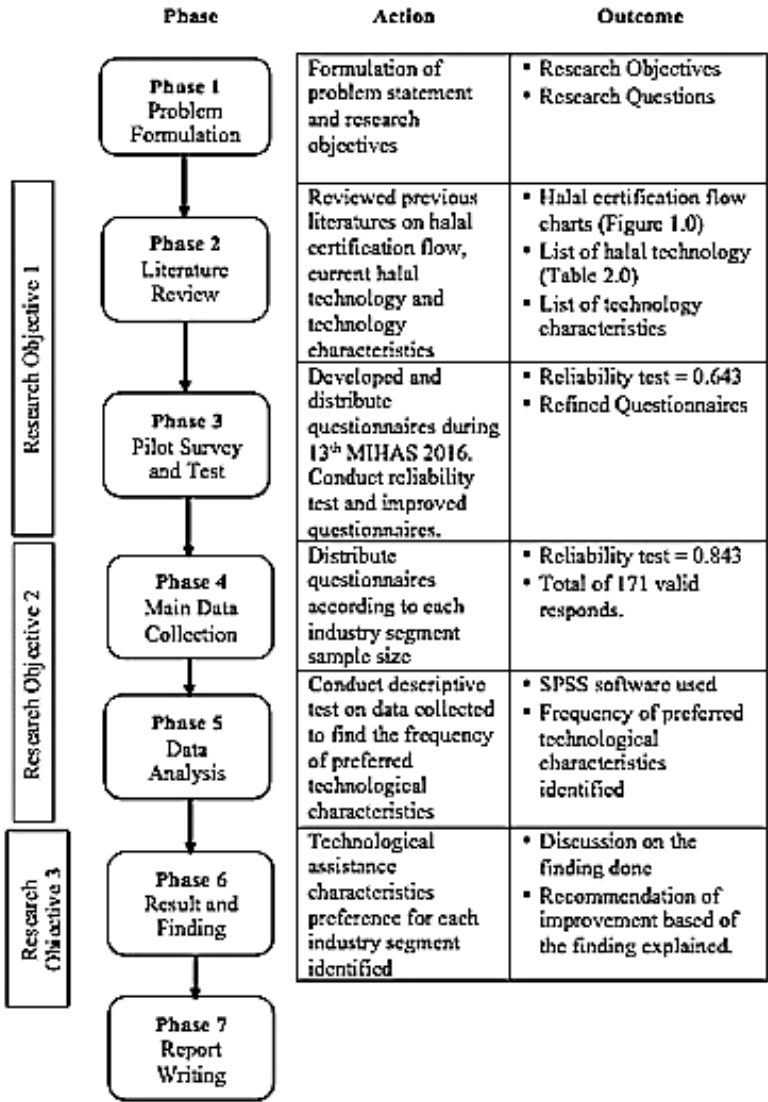 Phase
Action
Outcome
Phase 1
Problem
Formulation
Formulation of
problem statement
and research
objectives
▪ Research Objectives
▪ Research Questions
Research Objective 1
Phase 2
Literature
Review
Reviewed previous
literatures on halal
certification flow,
current halal
technology and
technology
characteristics
▪ Halal certification flow
charts (Figure 1.0)
▪ List of halal technology
(Table 2.0)
▪ List of technology
characteristics
Phase 3
Pilot Survey
and Test
Developed and
distribute
questionnaires during
13th MIHAS 2016.
Conduct reliability
test and improved
questionnaires.
▪ Reliability test = 0.643
▪ Refined Questionnaires
Research Objective 2
Phase 4
Main Data
Collection
Distribute
questionnaires
according to each
industry segment
sample size
▪ Reliability test = 0.843
▪ Total of 171 valid
responds.
Phase 5
Data
Analysis
Conduct descriptive
test on data collected
to find the frequency
of preferred
technological
characteristics
▪ SPSS software used
▪ Frequency of preferred
technological
characteristics
identified
Research
Objective 3
Phase 6
Result and
Finding
Technological
assistance
characteristics
preference for each
industry segment
identified
▪ Discussion on the
finding done
▪ Recommendation of
improvement based of
the finding explained.
Phase 7
Report
Writing